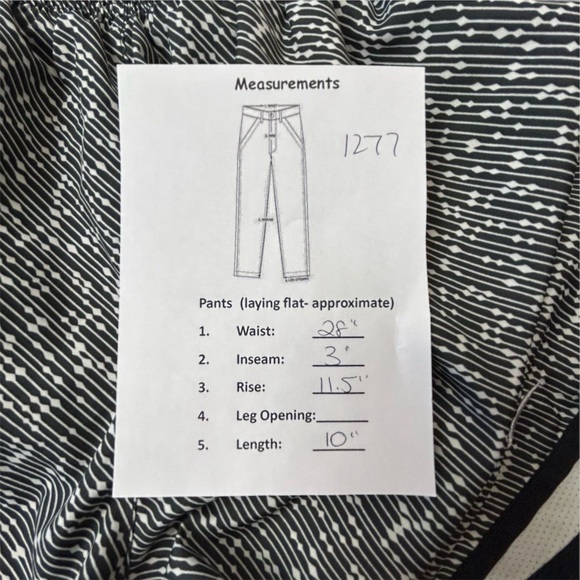 Measurements
1277
Pants (laying flat- approximate)
1. Waist: 28"
2. Inseam: 3"
3. Rise: 11.5"
4. Leg Opening:
5. Length: 10"